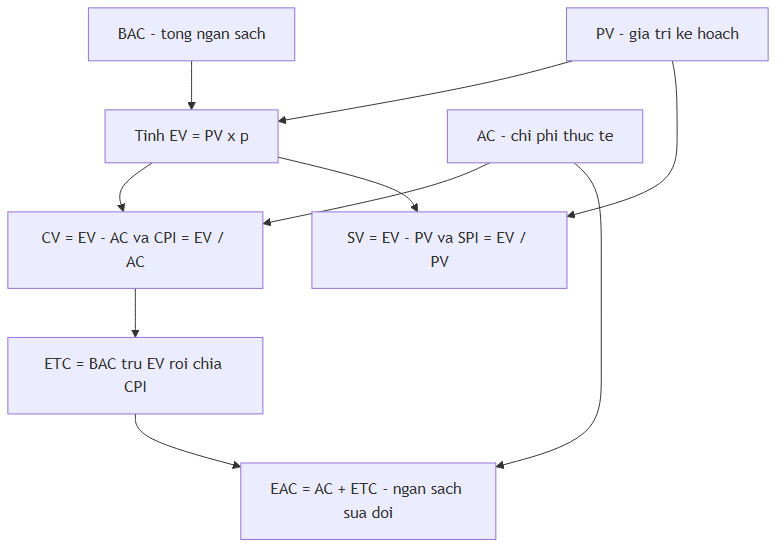 BAC - tong ngan sach
PV - gia tri ke hoach
Tinh EV = PV x p
AC - chi phi thuc te
CV = EV - AC va CPI = EV /
AC
SV = EV - PV va SPI = EV /
PV
ETC = BAC tru EV roi chia
CPI
EAC = AC + ETC - ngan sach
sua doi